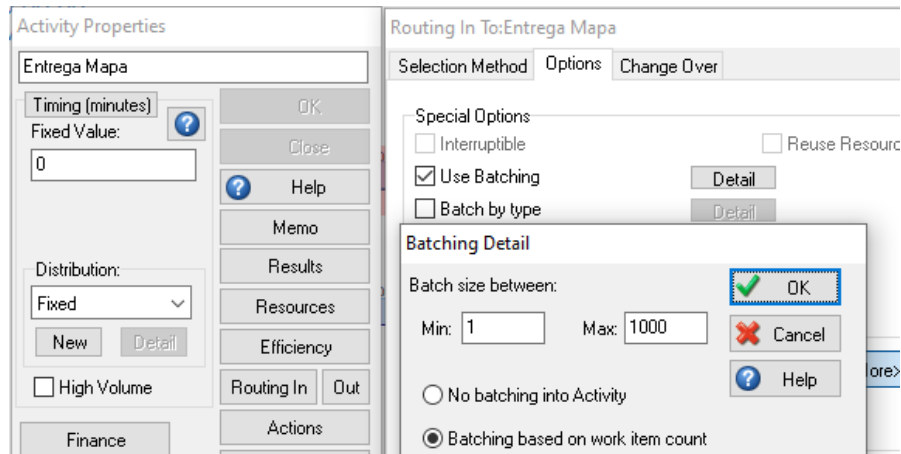 Activity Properties
Entrega Mapa
Timing (minutes)
Fixed Value:
0
Distribution:
Fixed
New Detail
High Volume
Finance
OK
Close
Help
Memo
Results
Resources
Efficiency
Routing In Out
Actions
Routing In To:Entrega Mapa
Selection Method Options Change Over
Special Options
Interruptible Reuse Resourc
Use Batching Detail
Batch by type Detail
Batching Detail
Batch size between:
Min: 1 Max: 1000
No batching into Activity
Batching based on work item count
OK
Cancel
Help
ore>